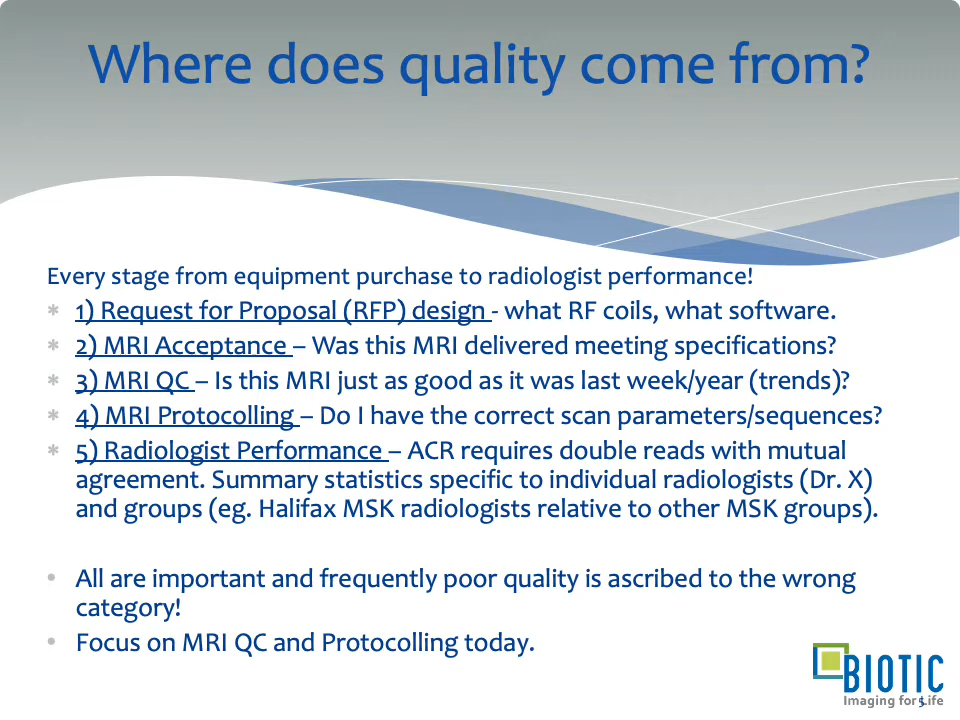 Where does quality come from?
Every stage from equipment purchase to radiologist performance!
* 1) Request for Proposal (RFP) design - what RF coils, what software.
* 2) MRI Acceptance – Was this MRI delivered meeting specifications?
* 3) MRI QC – Is this MRI just as good as it was last week/year (trends)?
* 4) MRI Protocolling – Do I have the correct scan parameters/sequences?
* 5) Radiologist Performance – ACR requires double reads with mutual
agreement. Summary statistics specific to individual radiologists (Dr. X)
and groups (eg. Halifax MSK radiologists relative to other MSK groups).
• All are important and frequently poor quality is ascribed to the wrong
category!
• Focus on MRI QC and Protocolling today.
BIOTIC
Imaging for Life
5